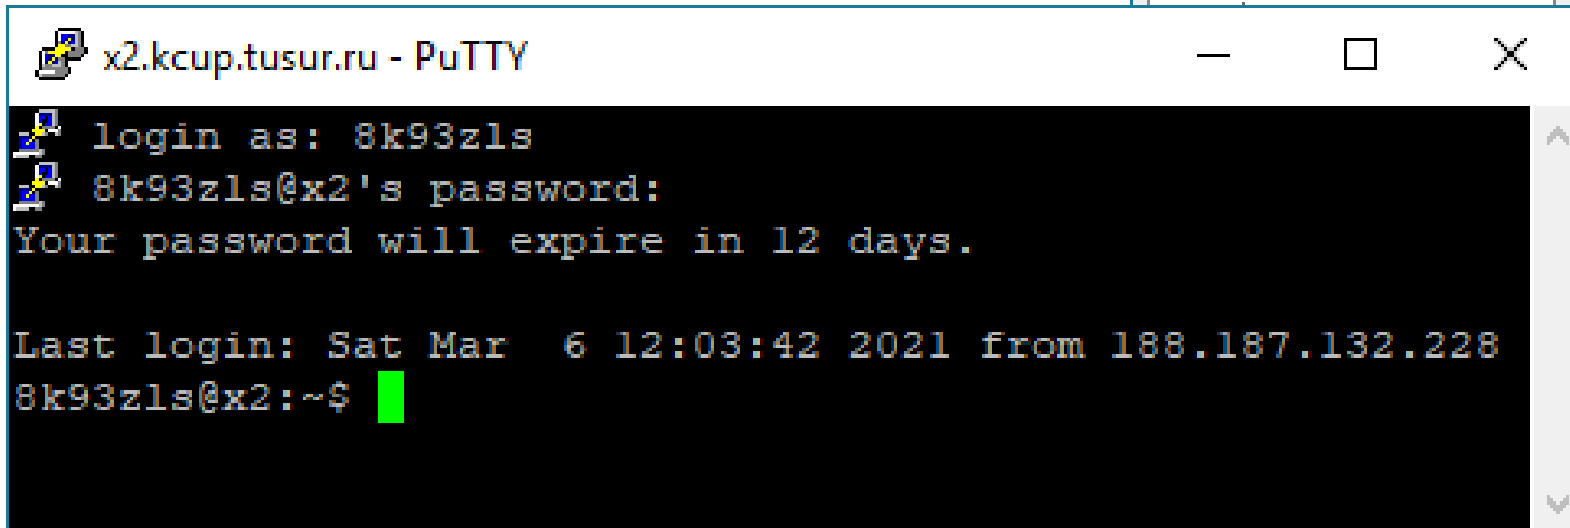 x2.kcup.tusur.ru - PuTTY
login as: 8k93zls
8k93zls@x2's password:
Your password will expire in 12 days.
Last login: Sat Mar  6 12:03:42 2021 from 188.187.132.228
8k93zls@x2:~$